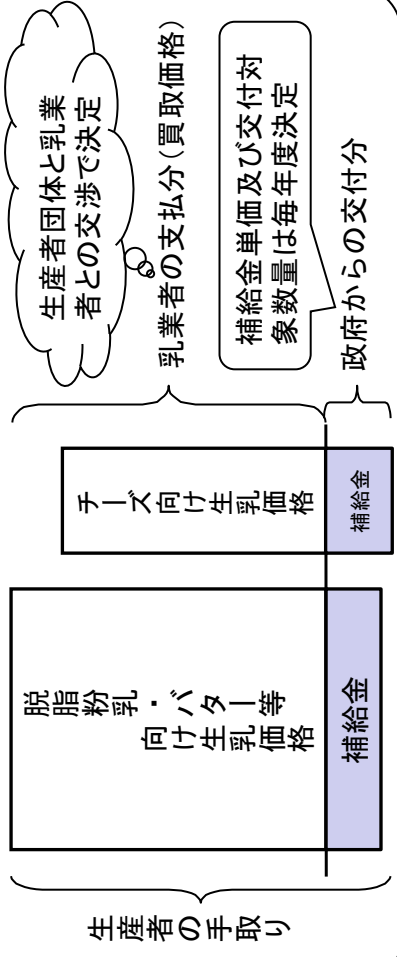 生産者団体と乳業
者との交渉で決定
乳業者の支払分(買取価格)
補給金単価及び交付対
象数量は毎年度決定
政府からの交付分
チーズ向け生乳価格
補給金
脱脂粉乳・バター等
向け生乳価格
補給金
生産者の手取り